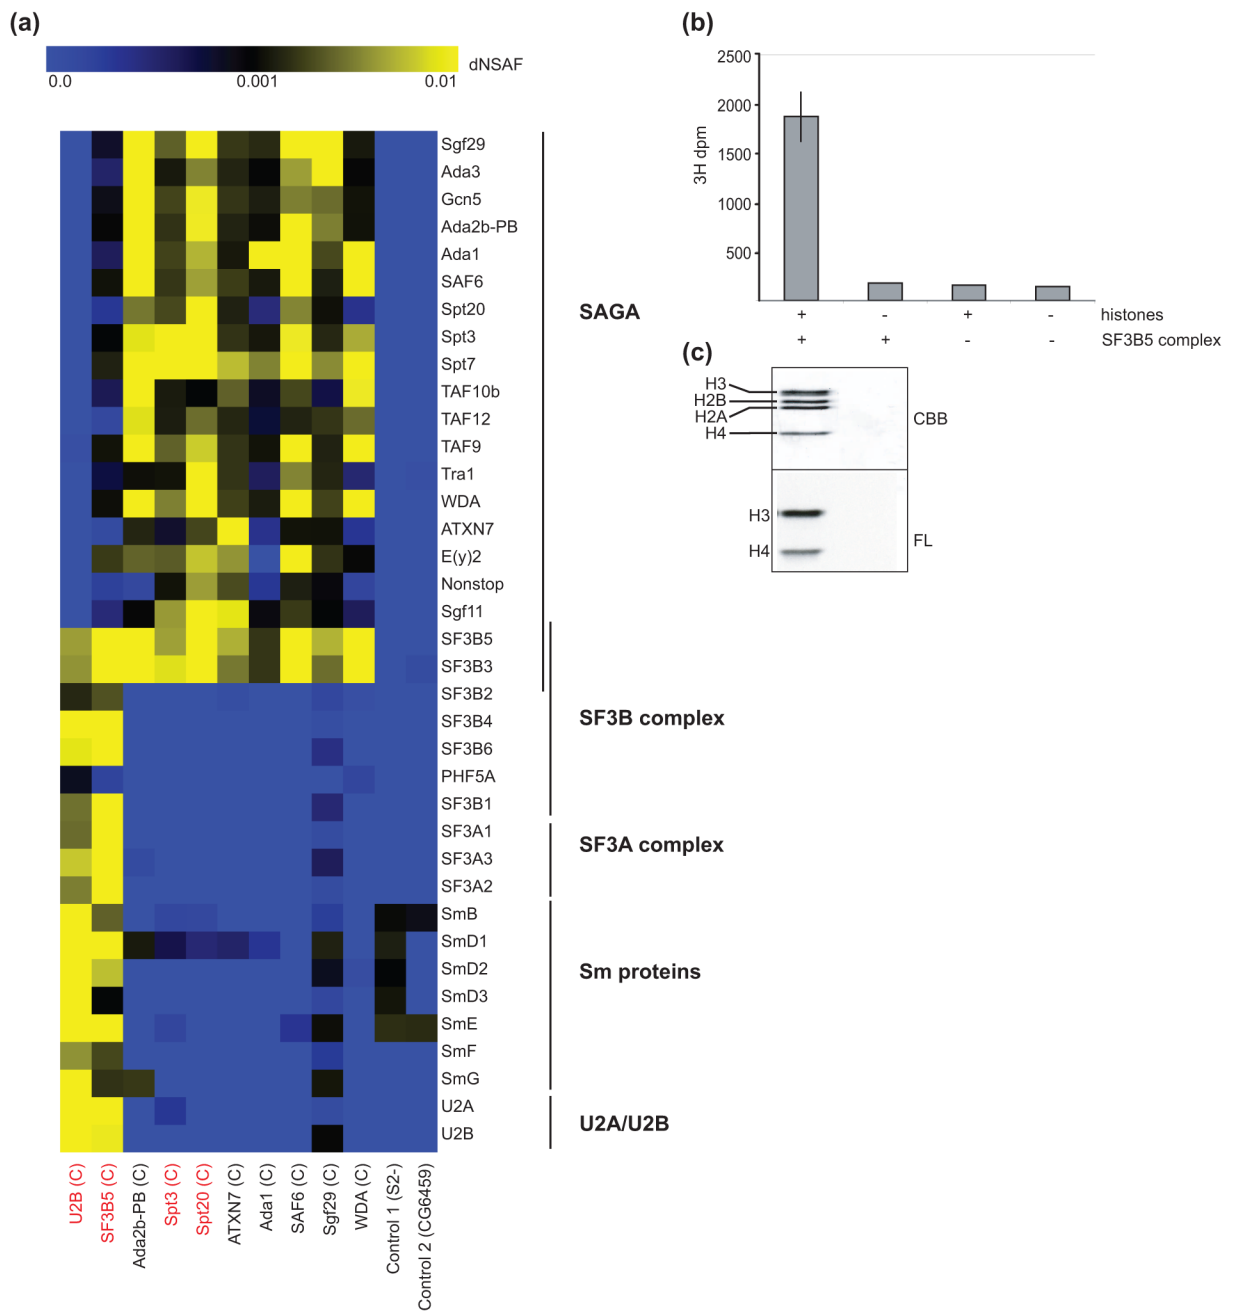 (a)
0.0
0.001
0.01
dNSAF
Sgf29
Ada3
Gcn5
Ada2b-PB
Ada1
SAF6
Spt20
Spt3
Spt7
TAF10b
TAF12
TAF9
Tra1
WDA
ATXN7
E(y)2
Nonstop
Sgf11
SF3B5
SF3B3
SF3B2
SF3B4
SF3B6
PHF5A
SF3B1
SF3A1
SF3A3
SF3A2
SmB
SmD1
SmD2
SmD3
SmE
SmF
SmG
U2A
U2B
SAGA
SF3B complex
SF3A complex
Sm proteins
U2A/U2B
U2B (C)
SF3B5 (C)
Ada2b-PB (C)
Spt3 (C)
Spt20 (C)
ATXN7 (C)
Ada1 (C)
SAF6 (C)
Sgf29 (C)
WDA (C)
Control 1 (S2-)
Control 2 (CG6459)
(b)
3H dpm
2500
2000
1500
1000
500
+ - + - histones
+ + - - SF3B5 complex
(c)
H3
H2B
H2A
H4
CBB
H3
H4
FL